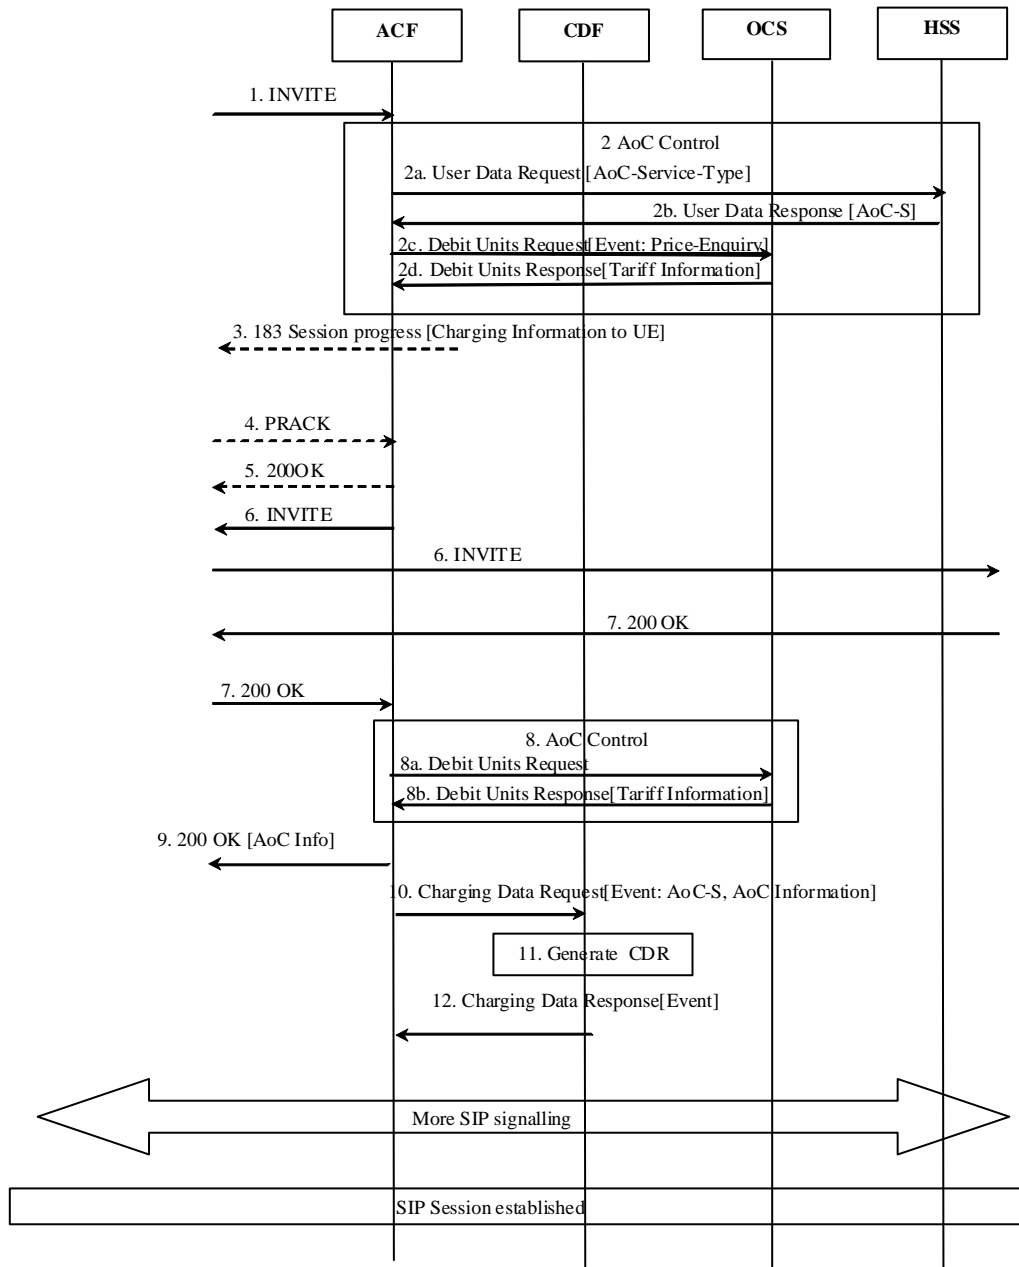 ACF
CDF
OCS
HSS
1. INVITE
2 AoC Control
2a. User Data Request [AoC-Service-Type]
2b. User Data Response [AoC-S]
2c. Debit Units Request[Event: Price-Enquiry]
2d. Debit Units Response[Tariff Information]
3. 183 Session progress [Charging Information to UE]
4. PRACK
5. 200OK
6. INVITE
6. INVITE
7. 200 OK
7. 200 OK
8. AoC Control
8a. Debit Units Request
8b. Debit Units Response[Tariff Information]
9. 200 OK [AoC Info]
10. Charging Data Request[Event: AoC-S, AoC Information]
11. Generate CDR
12. Charging Data Response[Event]
More SIP signalling
SIP Session established